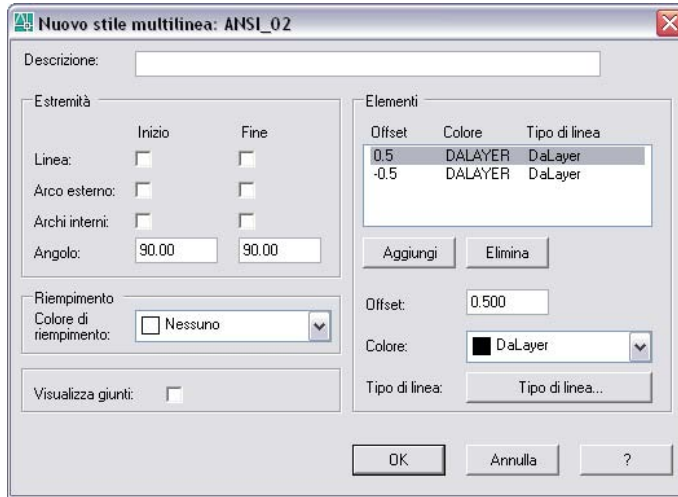 Nuovo stile multilinea: ANSI_02
Descrizione:
Estremità
Inizio Fine
Linea:
Arco esterno:
Archi interni:
Angolo: 90.00 90.00
Riempimento
Colore di
riempimento: Nessuno
Visualizza giunti:
Elementi
Offset Colore Tipo di linea
0.5 DALAYER DaLayer
-0.5 DALAYER DaLayer
Aggiungi Elimina
Offset: 0.500
Colore: DaLayer
Tipo di linea: Tipo di linea...
OK Annulla ?